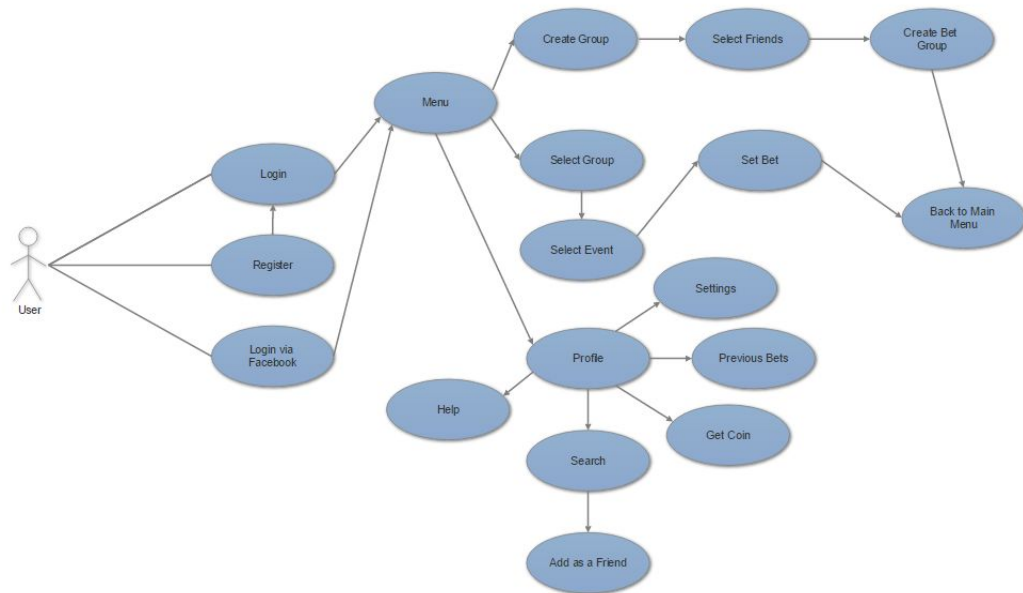 Create Group
Select Friends
Create Bet
Group
Menu
Login
Select Group
Set Bet
Back to Main
Menu
Select Event
Register
User
Settings
Login via
Facebook
Profile
Previous Bets
Help
Get Coin
Search
Add as a Friend